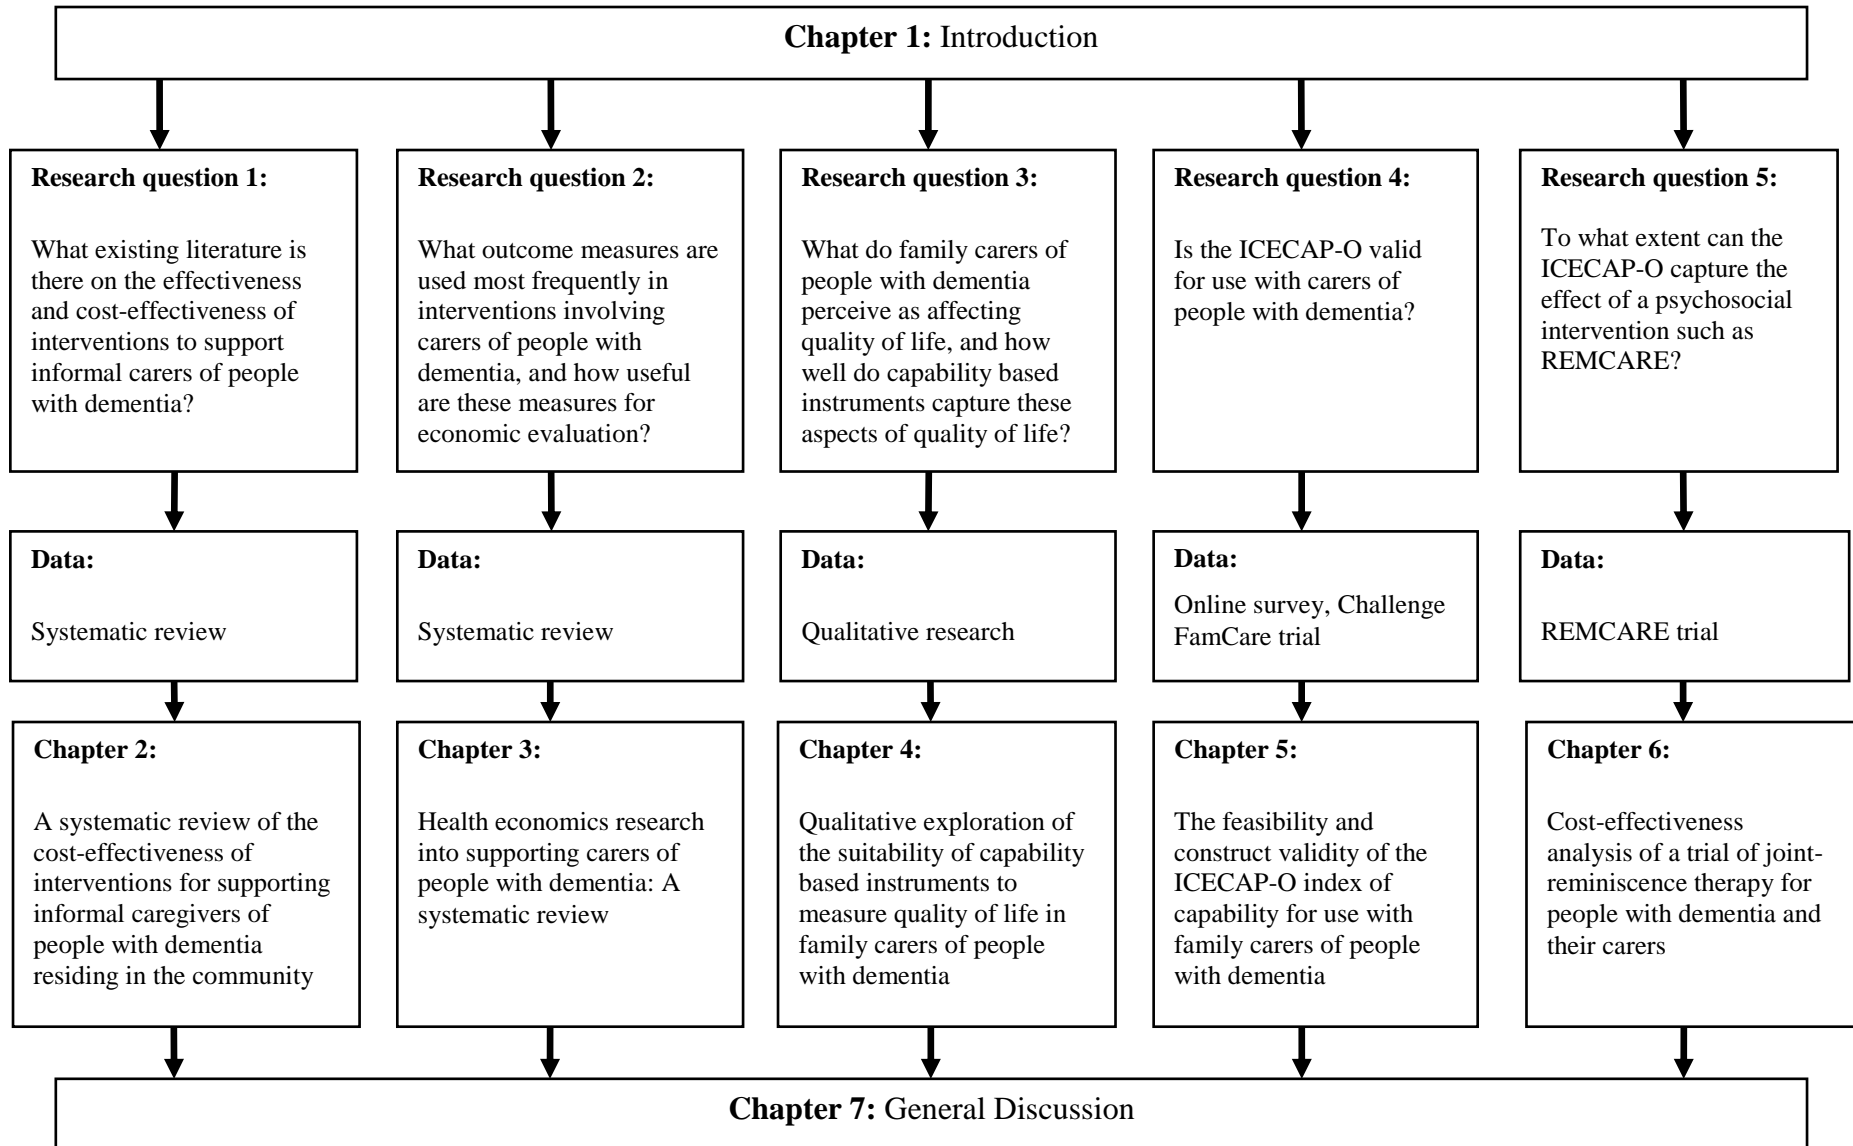 Chapter 1: Introduction
Research question 1:
What existing literature is
there on the effectiveness
and cost-effectiveness of
interventions to support
informal carers of people
with dementia?
Research question 2:
What outcome measures are
used most frequently in
interventions involving
carers of people with
dementia, and how useful
are these measures for
economic evaluation?
Research question 3:
What do family carers of
people with dementia
perceive as affecting
quality of life, and how
well do capability based
instruments capture these
aspects of quality of life?
Research question 4:
Is the ICECAP-O valid
for use with carers of
people with dementia?
Research question 5:
To what extent can the
ICECAP-O capture the
effect of a psychosocial
intervention such as
REMCARE?
Data:
Systematic review
Data:
Systematic review
Data:
Qualitative research
Data:
Online survey, Challenge
FamCare trial
Data:
REMCARE trial
Chapter 2:
A systematic review of the
cost-effectiveness of
interventions for supporting
informal caregivers of
people with dementia
residing in the community
Chapter 3:
Health economics research
into supporting carers of
people with dementia: A
systematic review
Chapter 4:
Qualitative exploration of
the suitability of capability
based instruments to
measure quality of life in
family carers of people
with dementia
Chapter 5:
The feasibility and
construct validity of the
ICECAP-O index of
capability for use with
family carers of people
with dementia
Chapter 6:
Cost-effectiveness
analysis of a trial of joint-
reminiscence therapy for
people with dementia and
their carers
Chapter 7: General Discussion